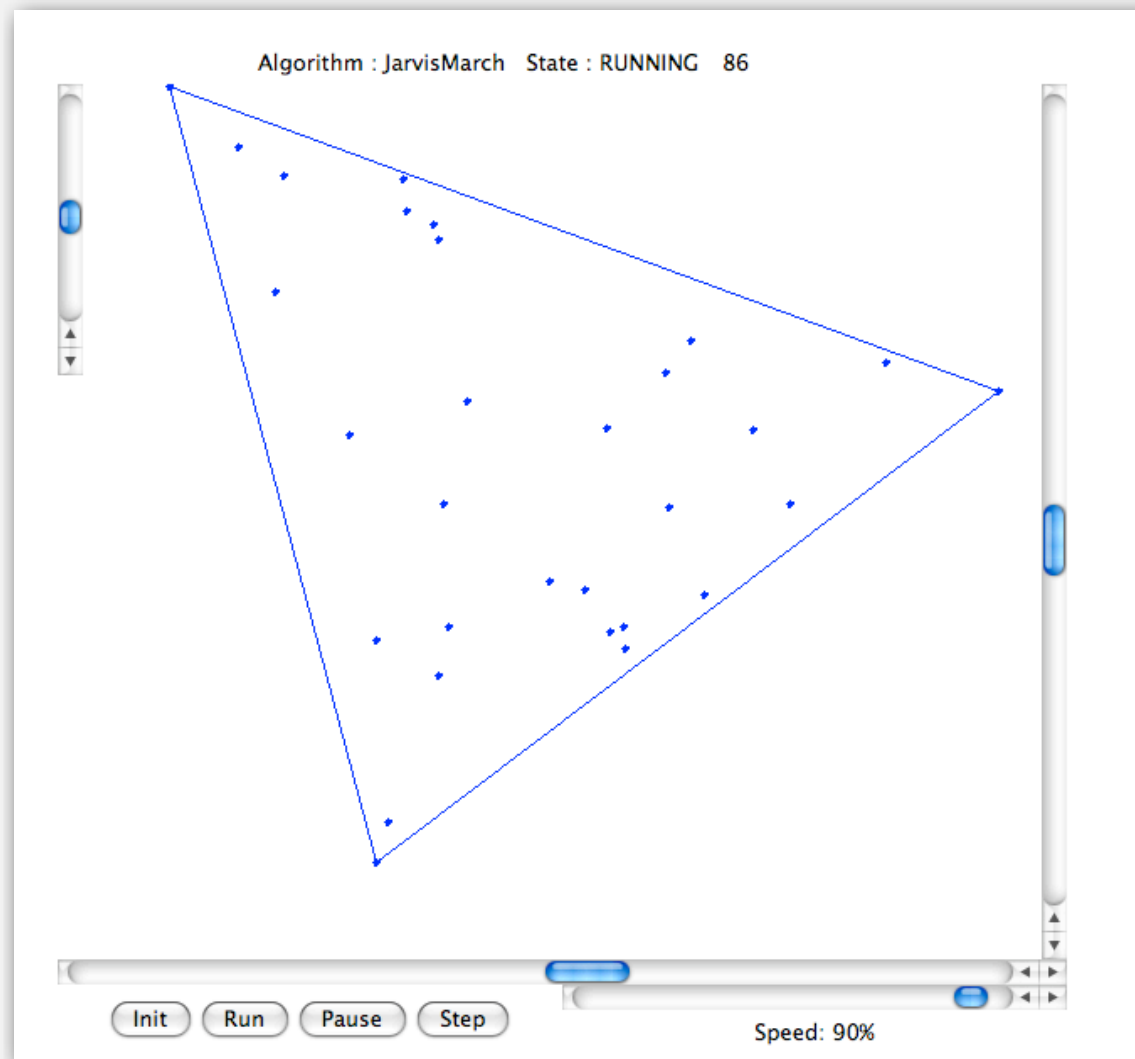 Algorithm : JarvisMarch State : RUNNING 86
Init Run Pause Step
Speed: 90%